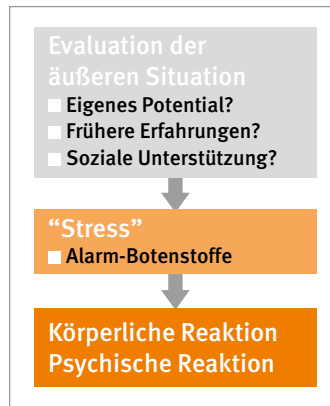 Evaluation der
äußeren Situation
Eigenes Potential?
Frühere Erfahrungen?
Soziale Unterstützung?
“Stress”
Alarm-Botenstoffe
Körperliche Reaktion
Psychische Reaktion